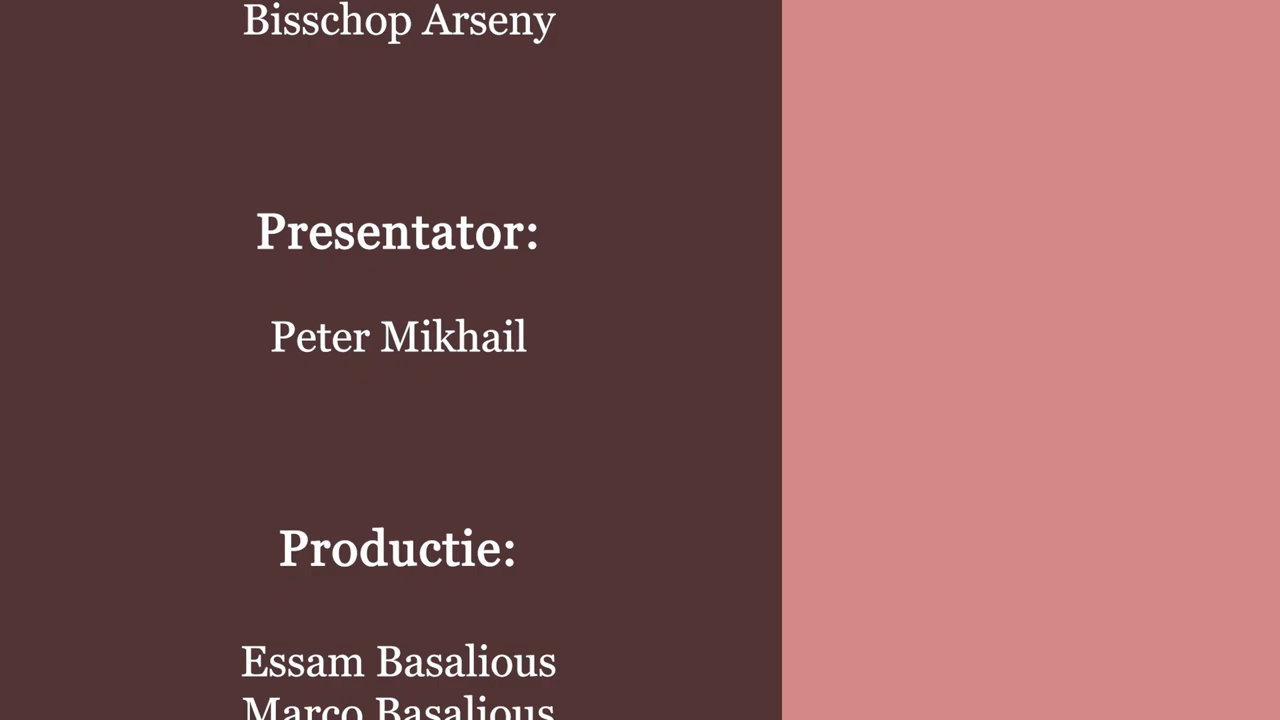 Bisschop Arseny
Presentator:
Peter Mikhail
Productie:
Essam Basalious
Marco Basalious